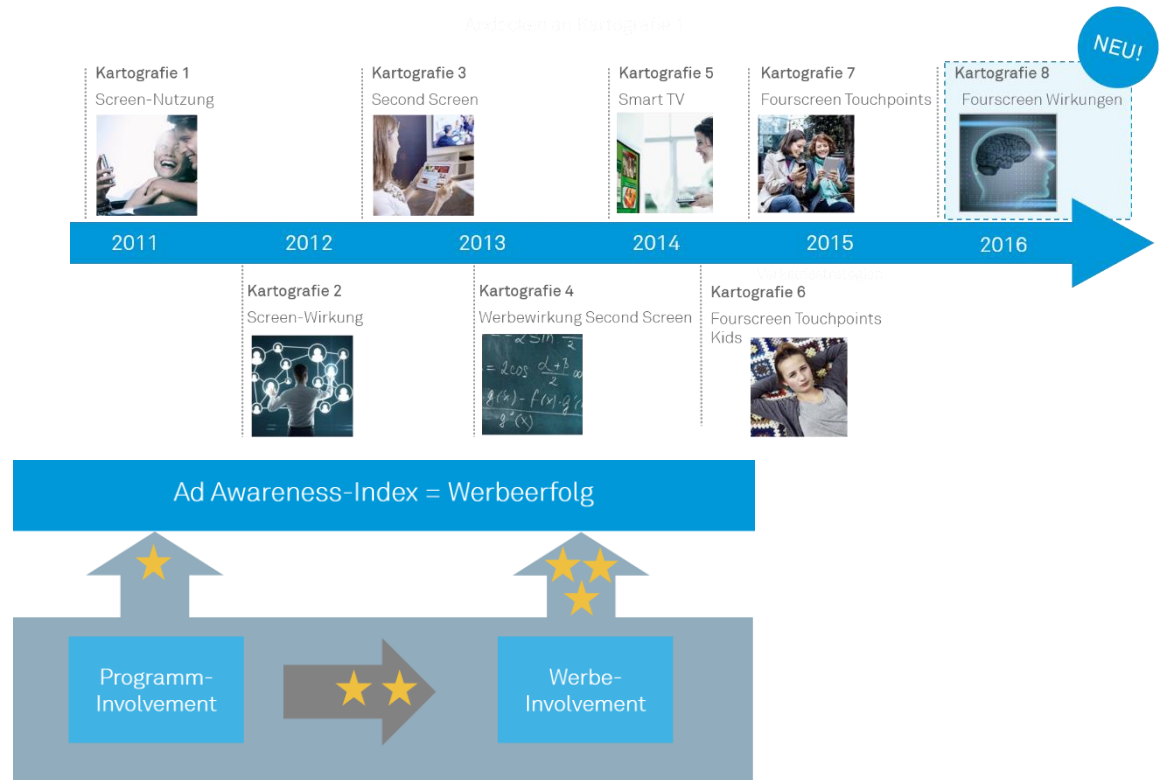 NEU!
Kartografie 1
Screen-Nutzung
Kartografie 3
Second Screen
Kartografie 5
Smart TV
Kartografie 7
Fourscreen Touchpoints
Kartografie 8
Fourscreen Wirkungen
2011
2012
2013
2014
2015
2016
Kartografie 2
Screen-Wirkung
Kartografie 4
Werbewirkung Second Screen
Kartografie 6
Fourscreen Touchpoints
Kids
Ad Awareness-Index = Werbeerfolg
Programm-
Involvement
Werbe-
Involvement